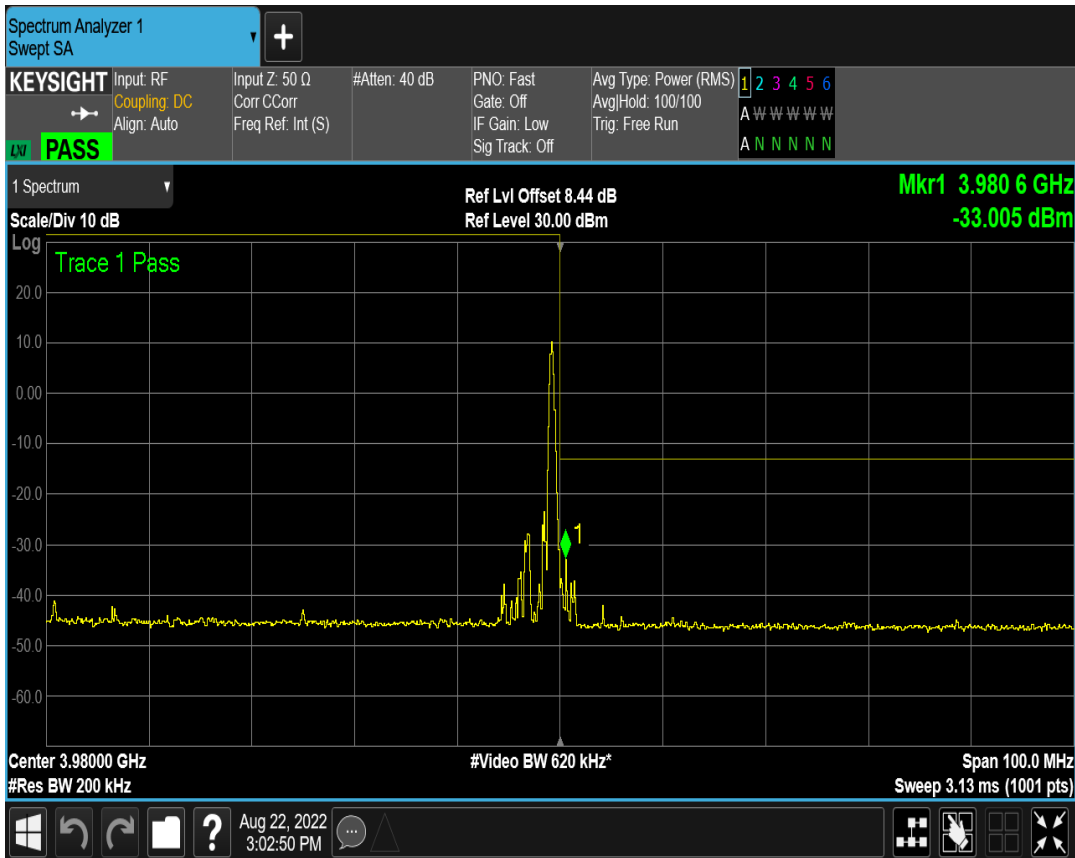 Spectrum Analyzer 1
Swept SA
+
KEYSIGHT
LXI PASS
Input: RF
Coupling: DC
Align: Auto
Input Z: 50 Ω
Corr CCorr
Freq Ref: Int (S)
#Atten: 40 dB
PNO: Fast
Gate: Off
IF Gain: Low
Sig Track: Off
Avg Type: Power (RMS)
Avg|Hold: 100/100
Trig: Free Run
1 2 3 4 5 6
A W W W W W
A N N N N N
1 Spectrum
Scale/Div 10 dB
Ref Lvl Offset 8.44 dB
Ref Level 30.00 dBm
Mkr1 3.980 6 GHz
-33.005 dBm
Log
Trace 1 Pass
20.0
10.0
0.00
-10.0
-20.0
1
-30.0
-40.0
-50.0
-60.0
Center 3.98000 GHz
#Res BW 200 kHz
#Video BW 620 kHz*
Span 100.0 MHz
Sweep 3.13 ms (1001 pts)
?
Aug 22, 2022
3:02:50 PM